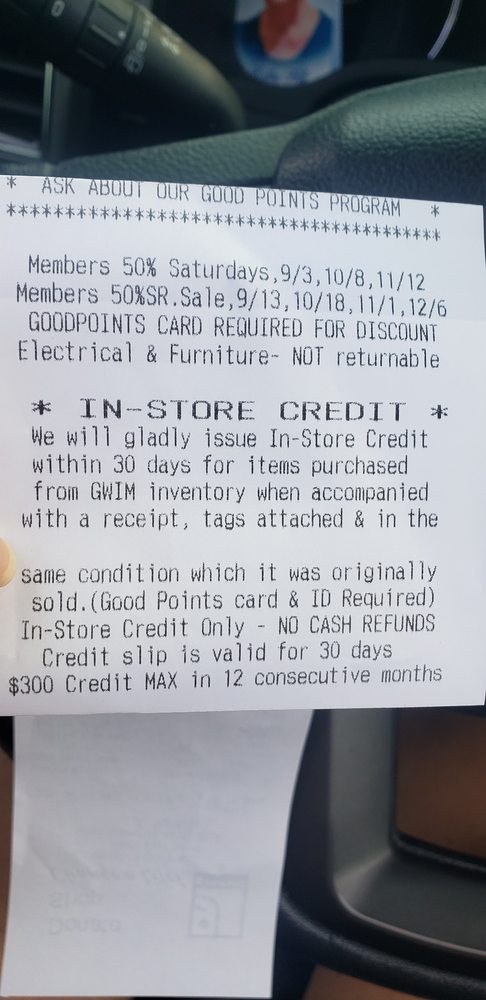 * ASK ABOUT OUR GOOD POINTS PROGRAM *
****************************************
Members 50% Saturdays,9/3,10/8,11/12
Members 50%SR.Sale,9/13,10/18,11/1,12/6
GOODPOINTS CARD REQUIRED FOR DISCOUNT
Electrical & Furniture- NOT returnable
* IN-STORE CREDIT *
We will gladly issue In-Store Credit
within 30 days for items purchased
from GWIM inventory when accompanied
with a receipt, tags attached & in the
same condition which it was originally
sold.(Good Points card & ID Required)
In-Store Credit Only - NO CASH REFUNDS
Credit slip is valid for 30 days
$300 Credit MAX in 12 consecutive months
Donate
Shop